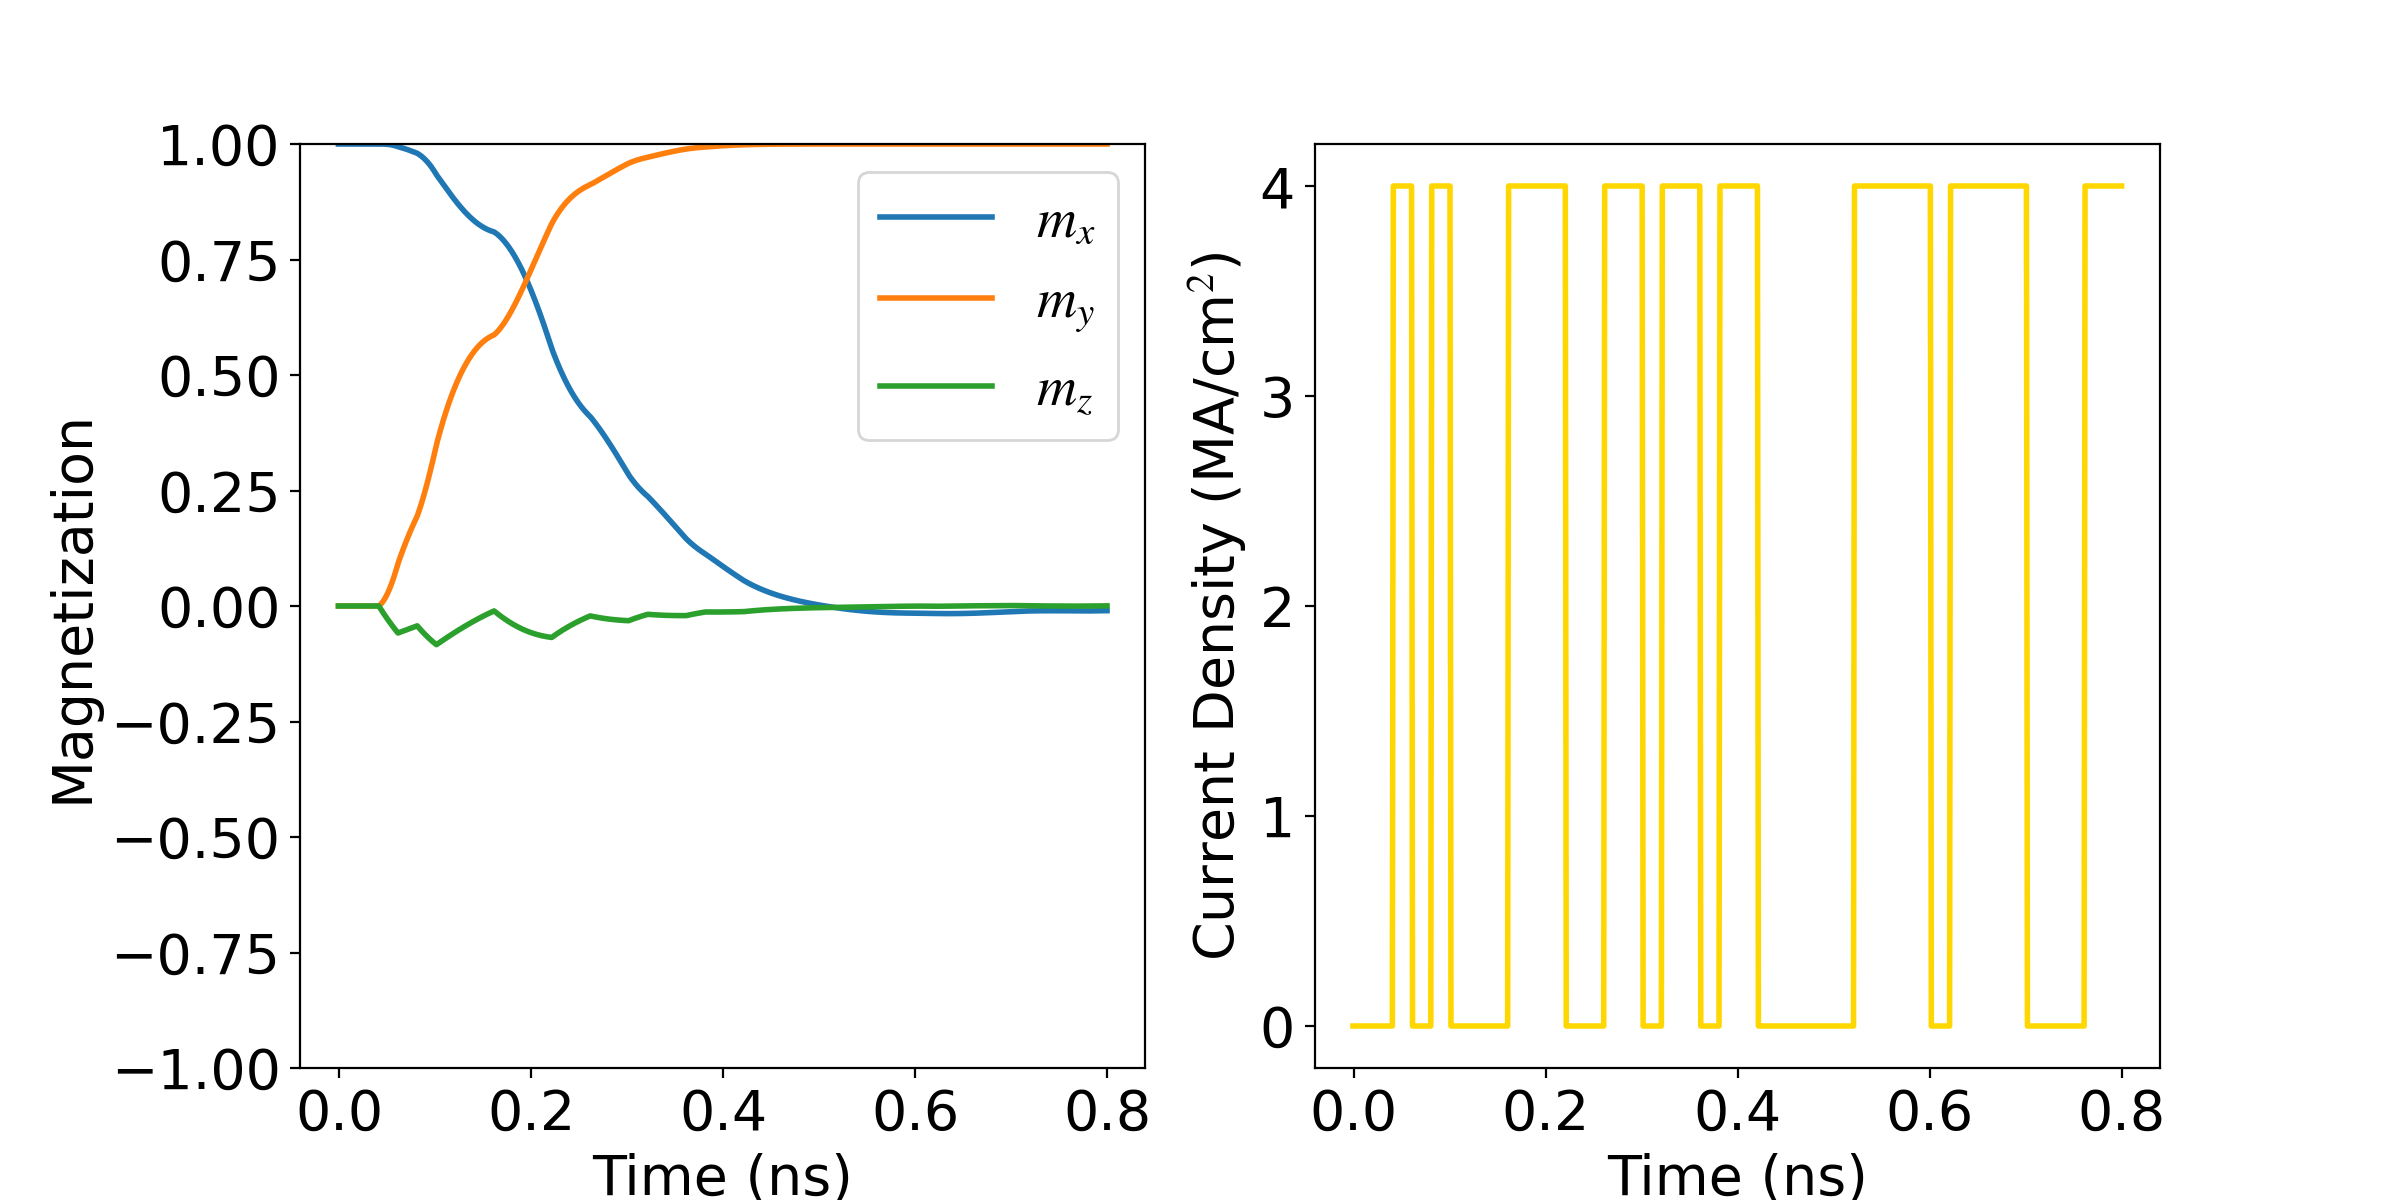 1.00
0.75
0.50
0.25
0.00
−0.25
−0.50
−0.75
−1.00
Magnetization
0.0 0.2 0.4 0.6 0.8
Time (ns)
m_x
m_y
m_z
4
3
2
1
0
Current Density (MA/cm²)
0.0 0.2 0.4 0.6 0.8
Time (ns)